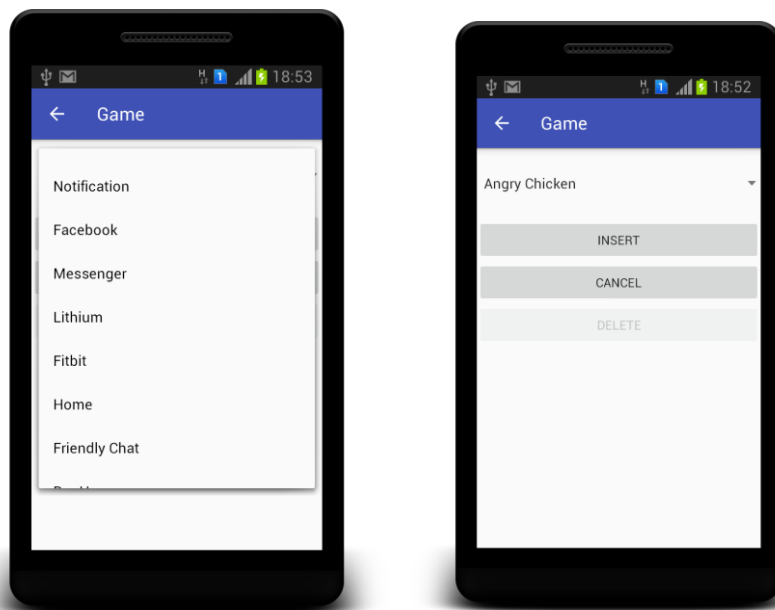 18:53
Game
Notification
Facebook
Messenger
Lithium
Fitbit
Home
Friendly Chat
H 1 18:52
Game
Angry Chicken
INSERT
CANCEL
DELETE